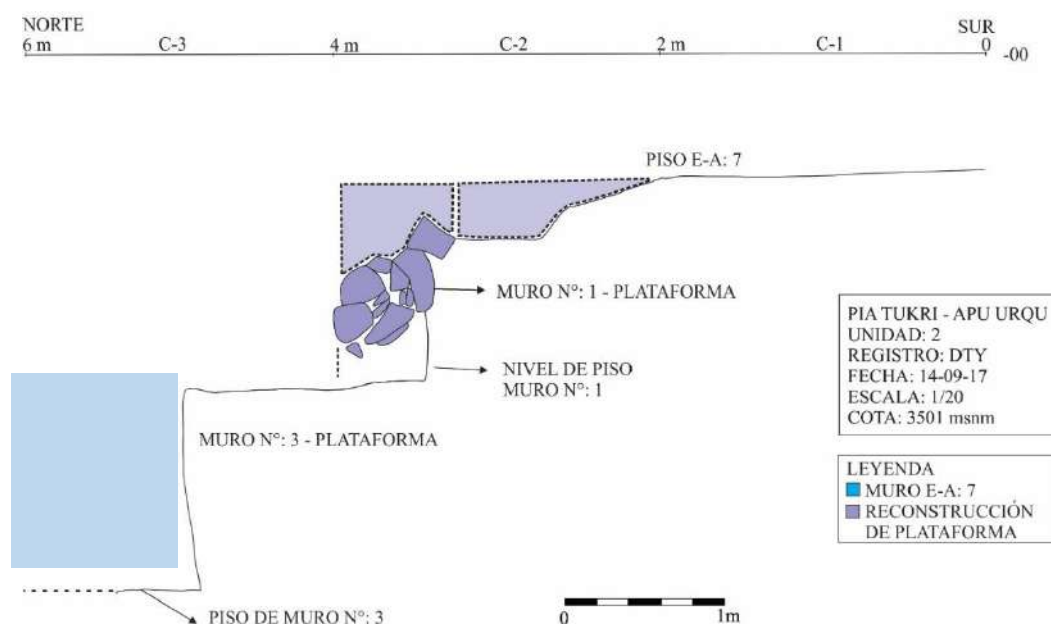 NORTE
SUR
6 m C-3 4 m C-2 2 m C-1 0 -00
PISO E-A: 7
MURO N°: 1 - PLATAFORMA
NIVEL DE PISO
MURO N°: 1
MURO N°: 3 - PLATAFORMA
PISO DE MURO N°: 3
PIA TUKRI - APU URQU
UNIDAD: 2
REGISTRO: DTY
FECHA: 14-09-17
ESCALA: 1/20
COTA: 3501 msnm
LEYENDA
MURO E-A: 7
RECONSTRUCCIÓN
DE PLATAFORMA
0 1m